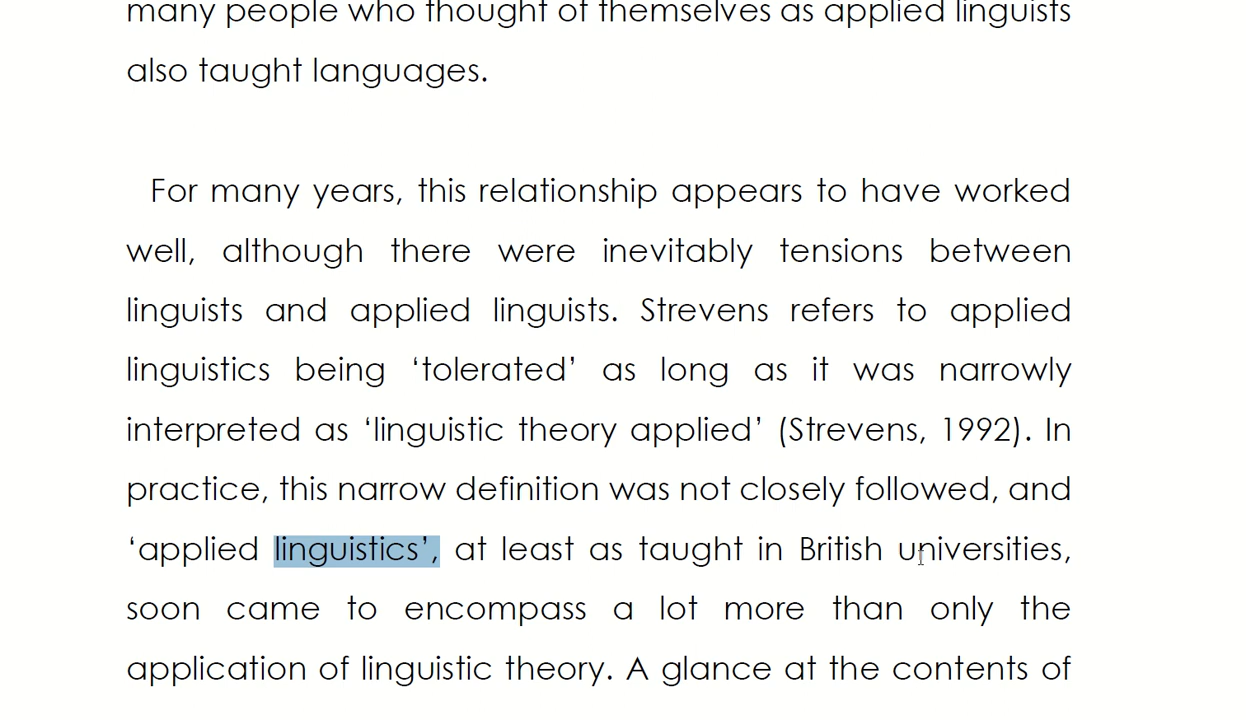 many people who thought of themselves as applied linguists
also taught languages.
For many years, this relationship appears to have worked
well, although there were inevitably tensions between
linguists and applied linguists. Strevens refers to applied
linguistics being ‘tolerated’ as long as it was narrowly
interpreted as ‘linguistic theory applied’ (Strevens, 1992). In
practice, this narrow definition was not closely followed, and
‘applied linguistics’, at least as taught in British universities,
soon came to encompass a lot more than only the
application of linguistic theory. A glance at the contents of